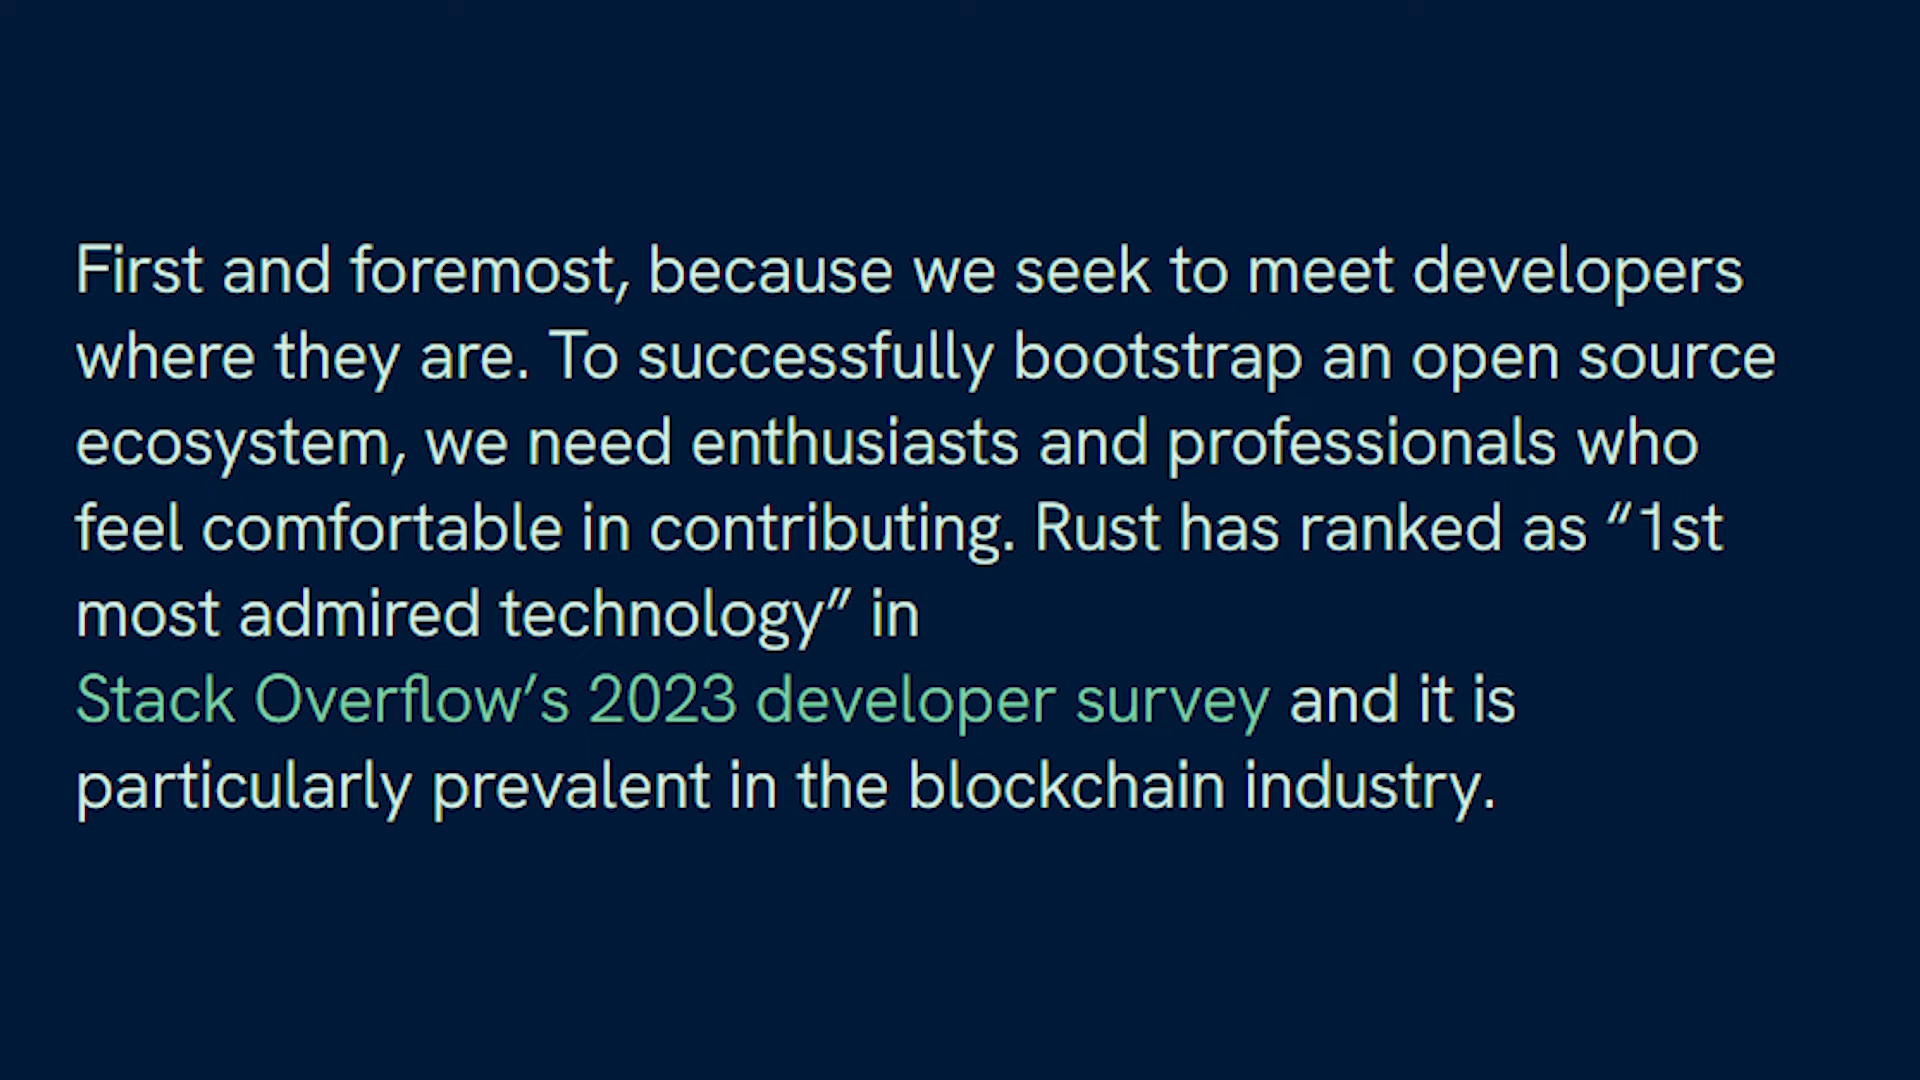 First and foremost, because we seek to meet developers
where they are. To successfully bootstrap an open source
ecosystem, we need enthusiasts and professionals who
feel comfortable in contributing. Rust has ranked as “1st
most admired technology” in
Stack Overflow’s 2023 developer survey and it is
particularly prevalent in the blockchain industry.